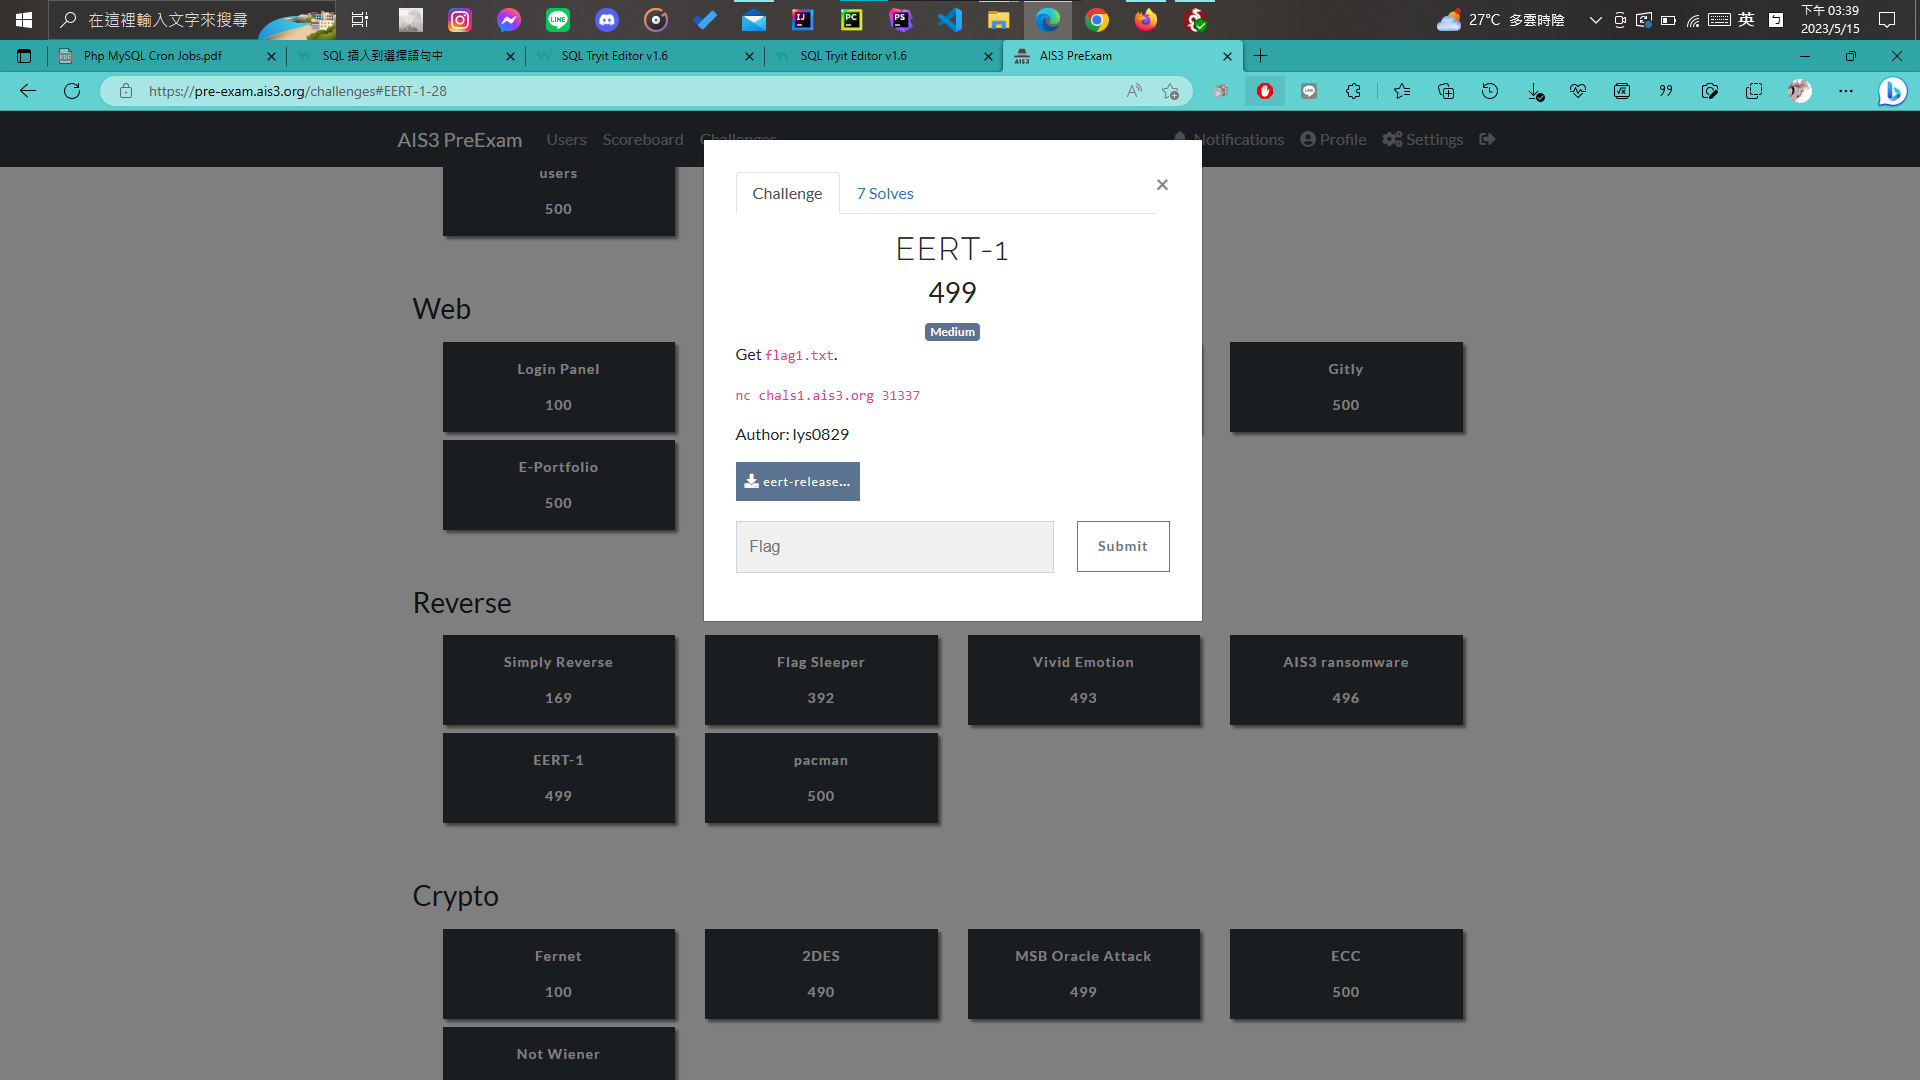 在這裡輸入文字來搜尋
27°C 多雲時陰
英
下午 03:39
2023/5/15
Php MySQL Cron Jobs.pdf
SQL 插入到選擇語句中
SQL Tryit Editor v1.6
SQL Tryit Editor v1.6
AIS3 PreExam
https://pre-exam.ais3.org/challenges#EERT-1-28
AIS3 PreExam
Users
Scoreboard
Challenges
Notifications
Profile
Settings
users
500
Challenge
7 Solves
×
EERT-1
499
Medium
Get flag1.txt.
nc chals1.ais3.org 31337
Author: lys0829
eert-release...
Flag
Submit
Web
Login Panel
100
Gitly
500
E-Portfolio
500
Reverse
Simply Reverse
169
Flag Sleeper
392
Vivid Emotion
493
AIS3 ransomware
496
EERT-1
499
pacman
500
Crypto
Fernet
100
2DES
490
MSB Oracle Attack
499
ECC
500
Not Wiener